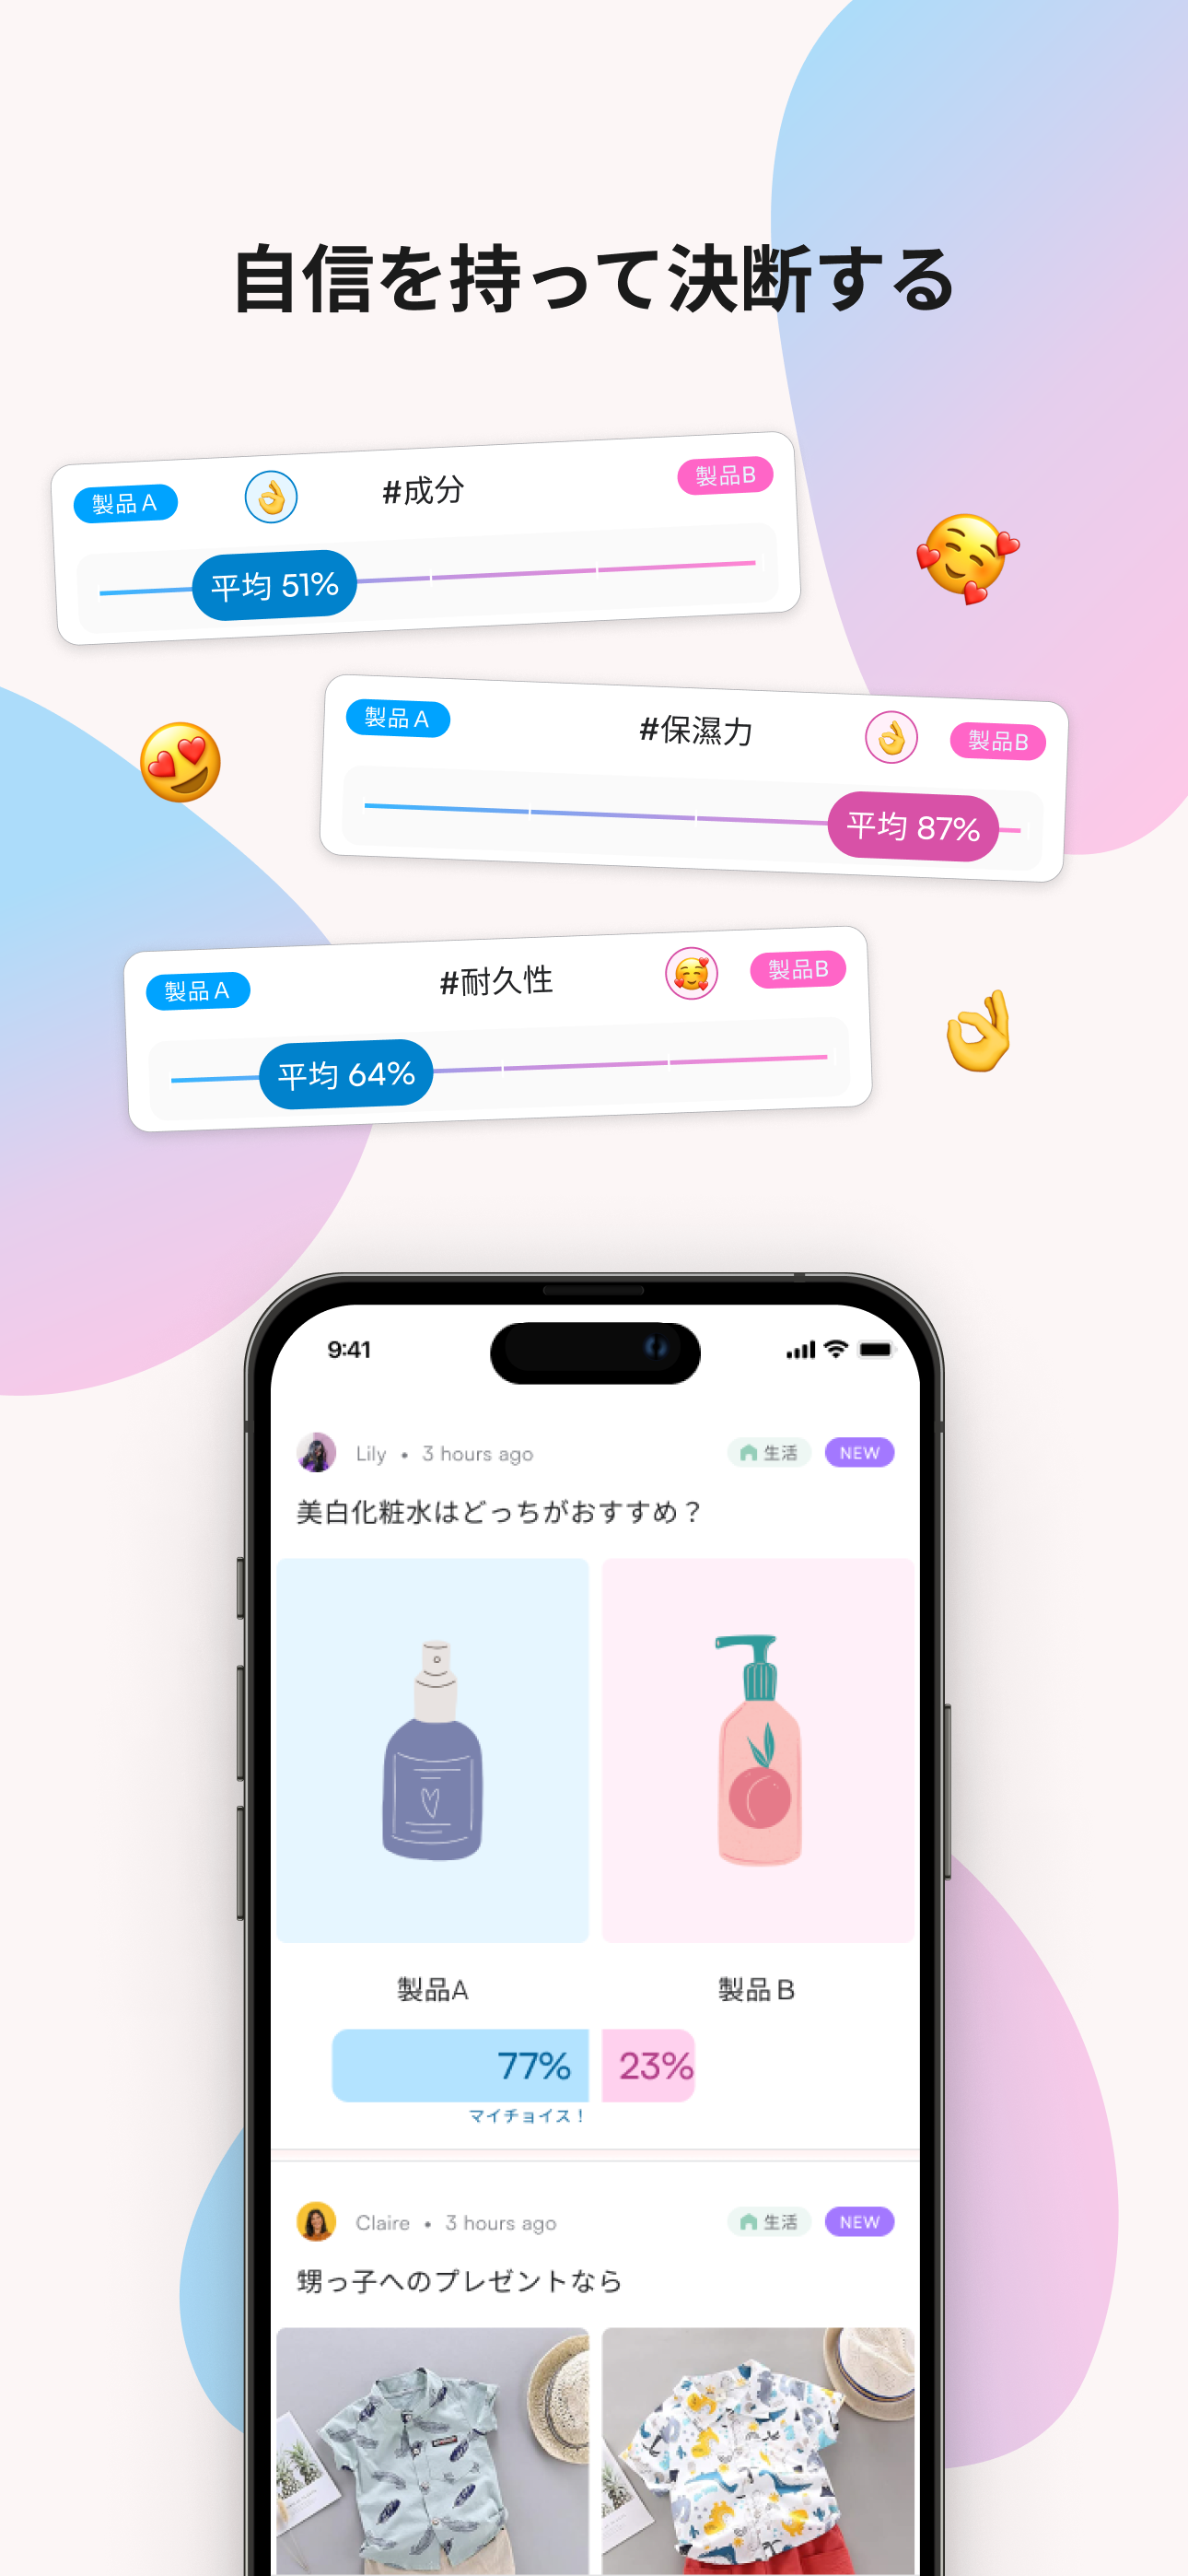 自信を持って決断する
製品 A #成分 製品B
平均 51%
製品 A #保濕力 製品B
平均 87%
製品 A #耐久性 製品B
平均 64%
9:41
Lily • 3 hours ago 生活 NEW
美白化粧水はどっちがおすすめ？
製品A 製品 B
77% 23%
マイチョイス！
Claire • 3 hours ago 生活 NEW
甥っ子へのプレゼントなら